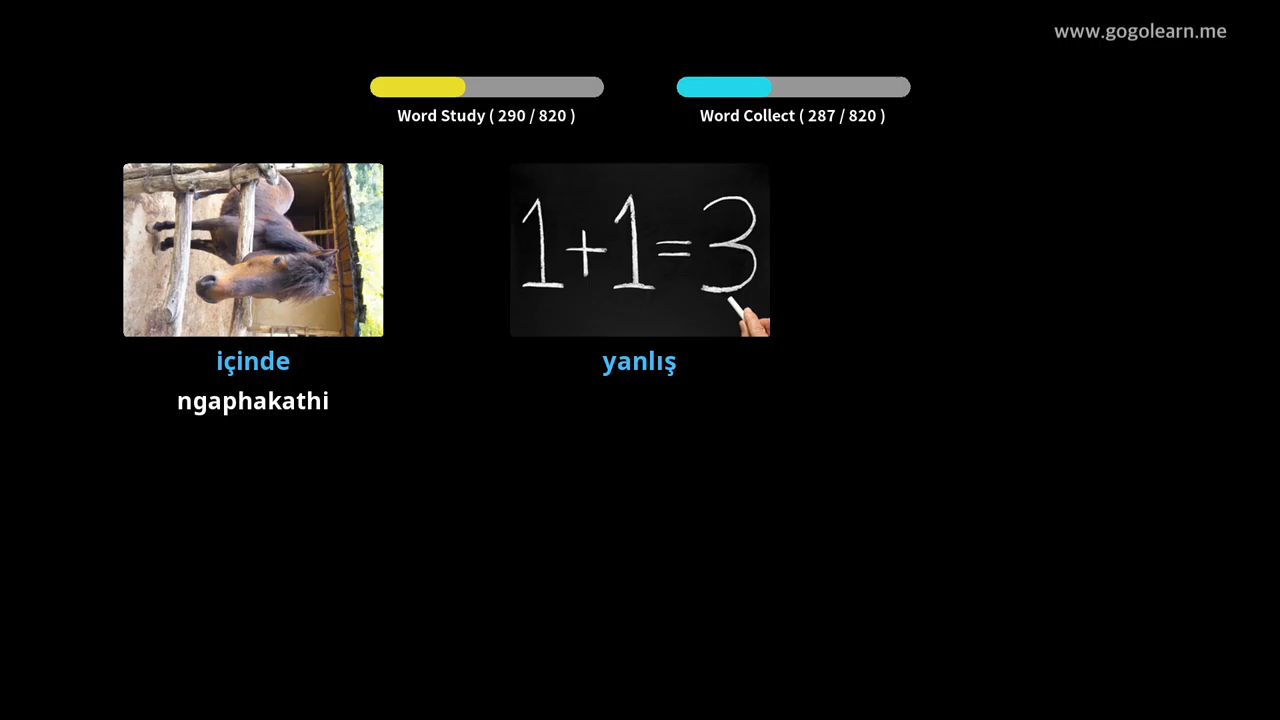 www.gogolearn.me
Word Study ( 290 / 820 )
Word Collect ( 287 / 820 )
1+1=3
içinde
yanlış
ngaphakathi